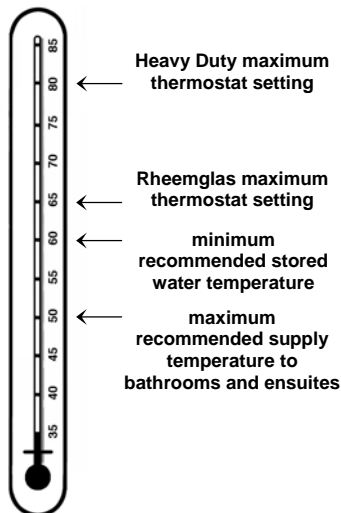 85
Heavy Duty maximum
thermostat setting
80
75
70
Rheemglas maximum
thermostat setting
65
60
minimum
recommended stored
water temperature
55
50
maximum
recommended supply
temperature to
bathrooms and ensuites
45
40
35